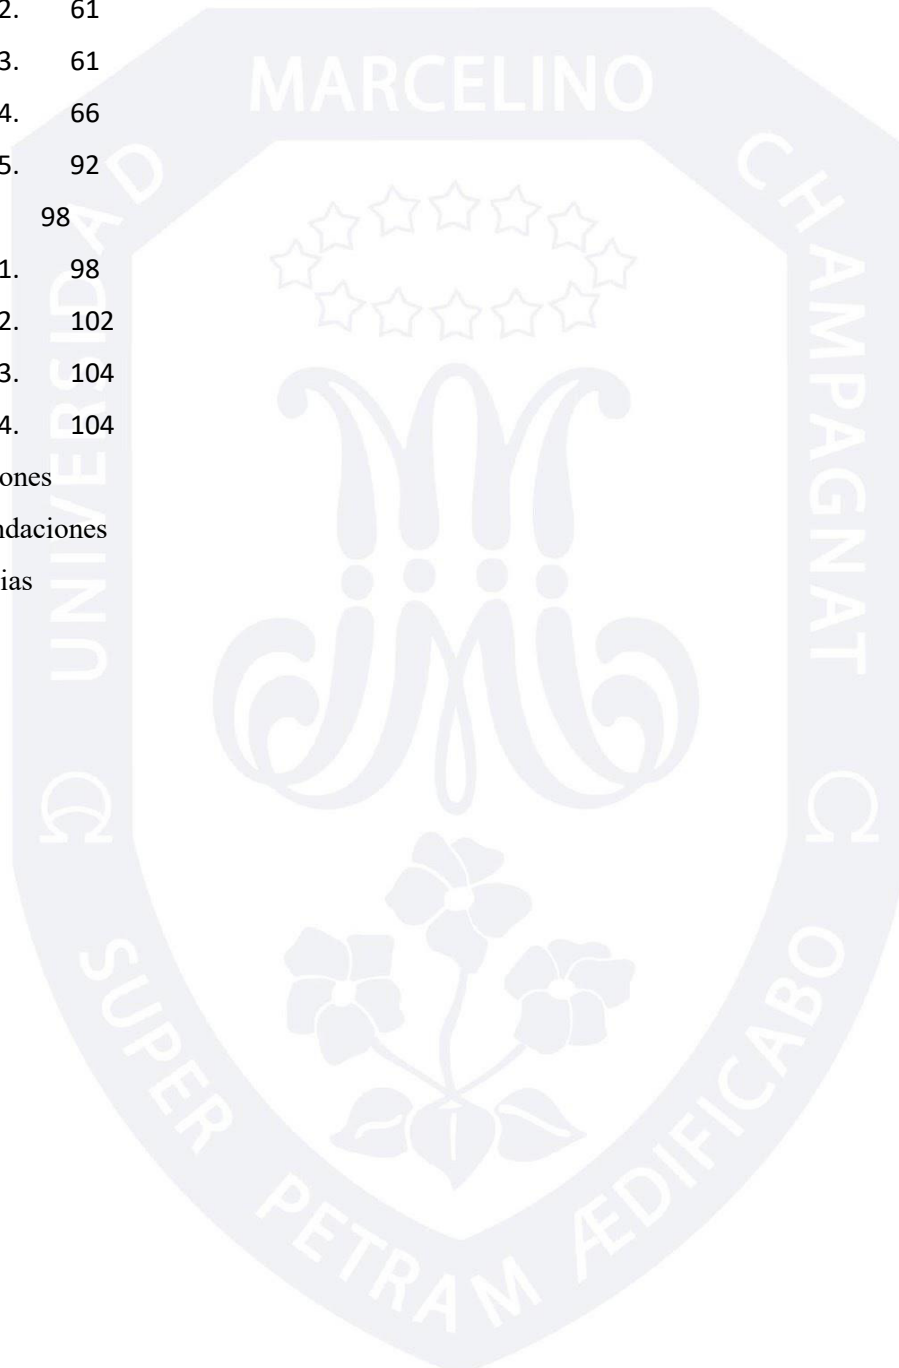 2. 61
3. 61
4. 66
5. 92
98
1. 98
2. 102
3. 104
4. 104
ones
ndaciones
ias
UNIVERSIDAD
MARCELINO
CHAMPAGNAT
SUPER PETRAM ÆDIFICABO